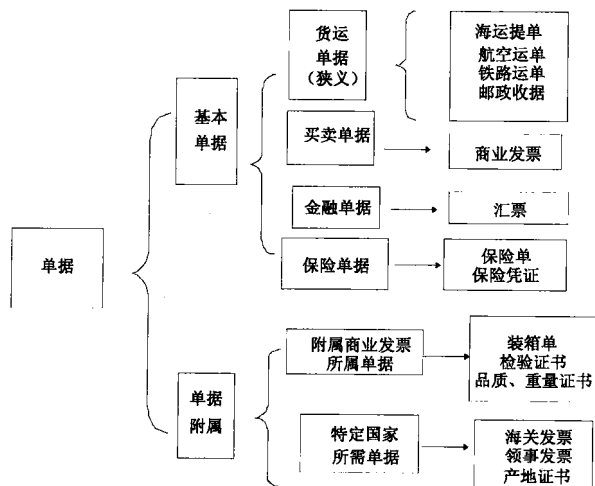 货运
单据
（狭义）
海运提单
航空运单
铁路运单
邮政收据
基本
单据
买卖单据
商业发票
金融单据
汇票
单据
保险单据
保险单
保险凭证
附属商业发票
所属单据
装箱单
检验证书
品质、重量证书
单据
附属
特定国家
所需单据
海关发票
领事发票
产地证书